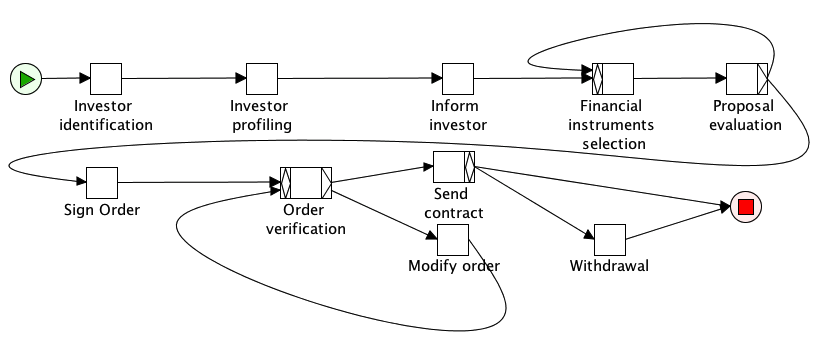 Investor
identification
Investor
profiling
Inform
investor
Financial
instruments
selection
Proposal
evaluation
Sign Order
Order
verification
Send
contract
Modify order
Withdrawal